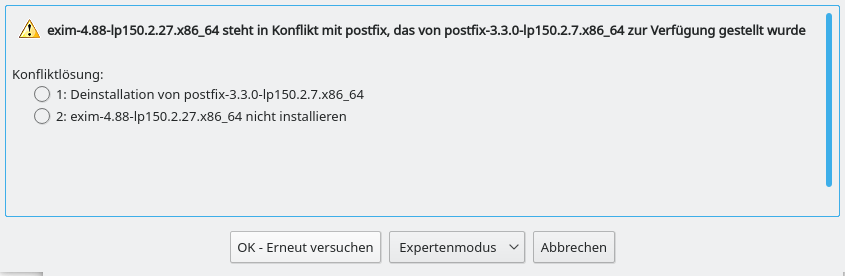 exim-4.88-lp150.2.27.x86_64 steht in Konflikt mit postfix, das von postfix-3.3.0-lp150.2.7.x86_64 zur Verfügung gestellt wurde
Konfliktlösung:
1: Deinstallation von postfix-3.3.0-lp150.2.7.x86_64
2: exim-4.88-lp150.2.27.x86_64 nicht installieren
OK - Erneut versuchen Expertenmodus Abbrechen